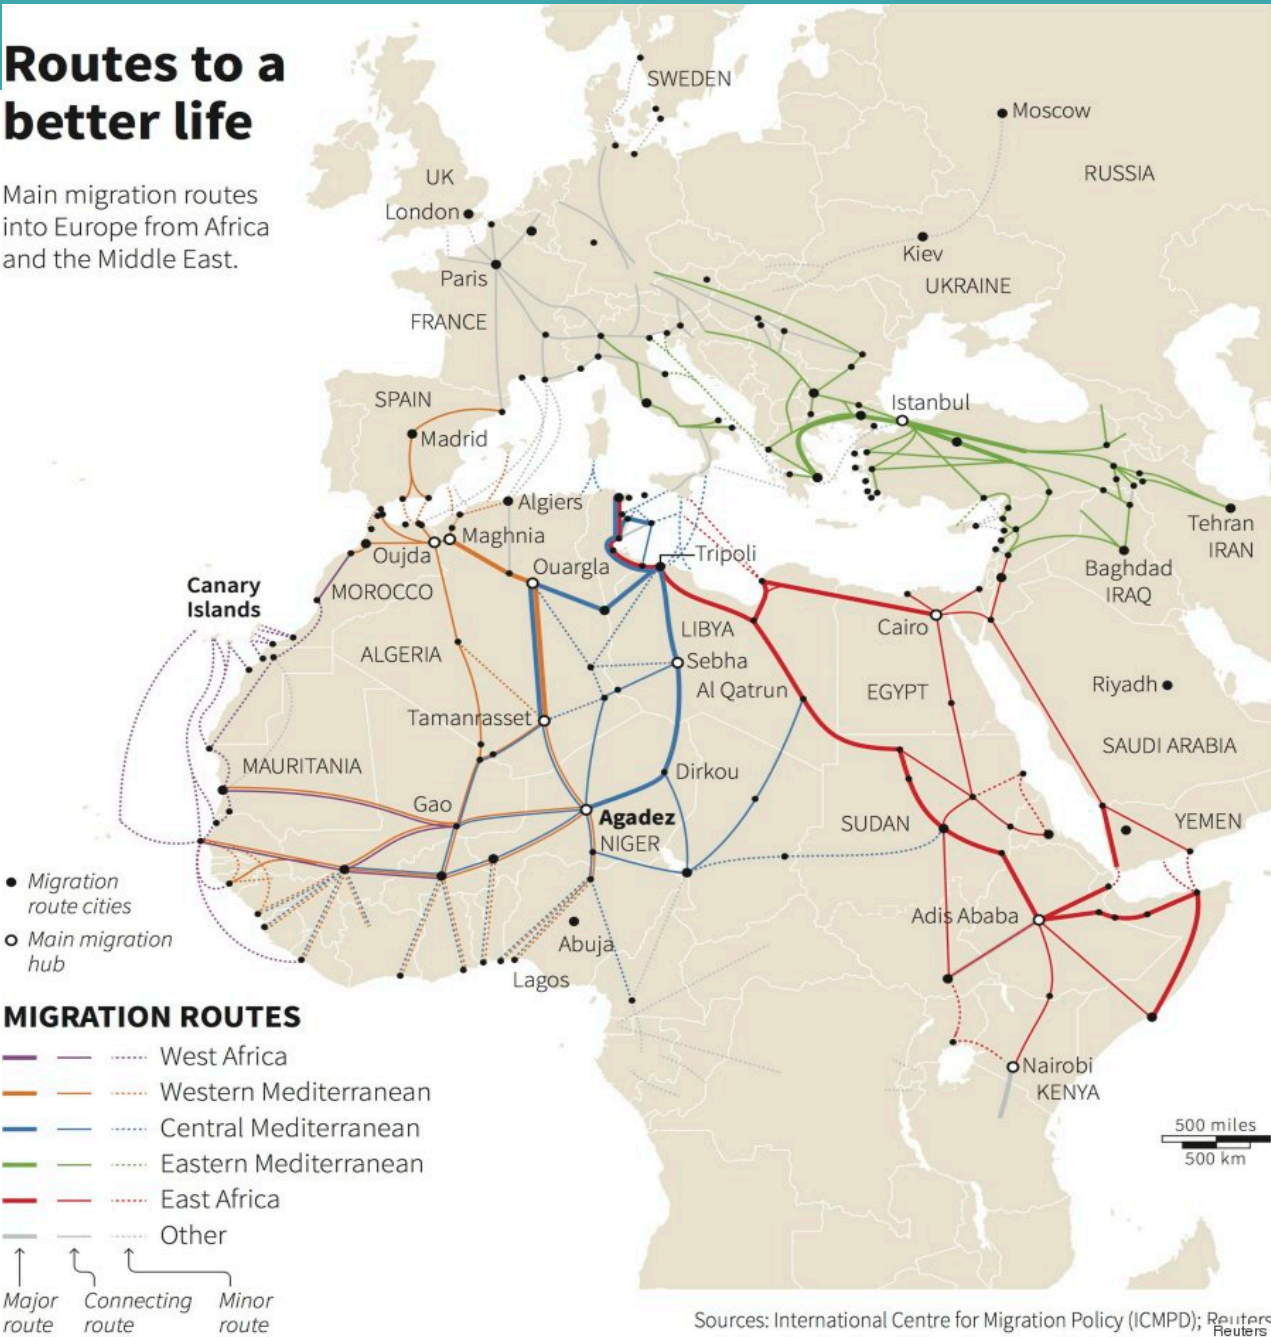 Routes to a
better life
Main migration routes
into Europe from Africa
and the Middle East.
SWEDEN
Moscow
RUSSIA
UK
London
Kiev
Paris
UKRAINE
FRANCE
SPAIN
Istanbul
Madrid
Algiers
Maghnia
Tehran
IRAN
Oujda
Ouargla
Tripoli
Baghdad
IRAQ
Canary
Islands
MOROCCO
LIBYA
Cairo
ALGERIA
Sebha
Al Qatrun
EGYPT
Riyadh
Tamanrasset
SAUDI ARABIA
MAURITANIA
Dirkou
Gao
Agadez
NIGER
SUDAN
YEMEN
Migration
route cities
Main migration
hub
Adis Ababa
Abuja
Lagos
MIGRATION ROUTES
West Africa
Western Mediterranean
Central Mediterranean
Eastern Mediterranean
East Africa
Other
Major
route
Connecting
route
Minor
route
Nairobi
KENYA
500 miles
500 km
Sources: International Centre for Migration Policy (ICMPD); Reuters
Reuters